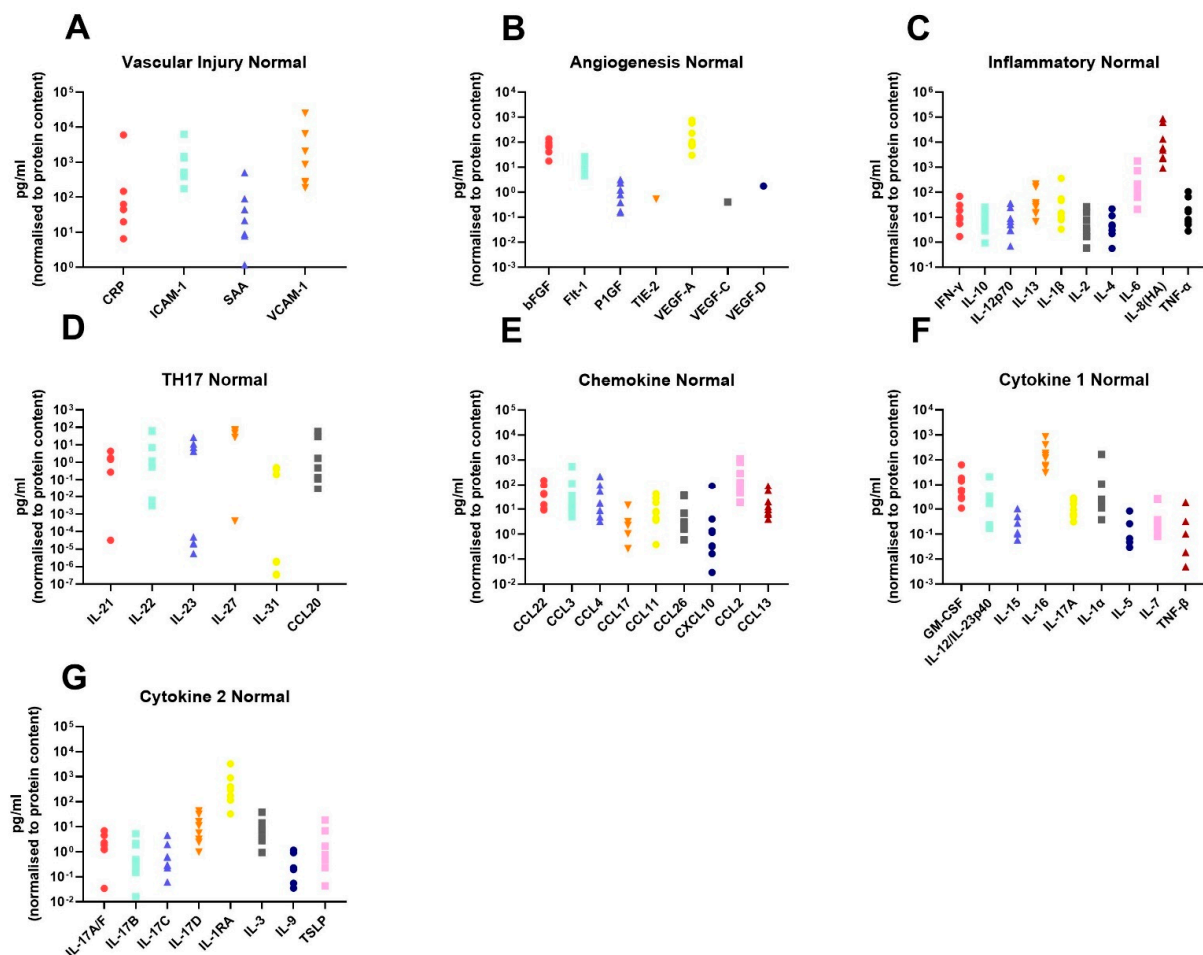 A
Vascular Injury Normal
pg/ml
(normalised to protein content)
10⁵
10⁴
10³
10²
10¹
10⁰
CRP
ICAM-1
SAA
VCAM-1
B
Angiogenesis Normal
pg/ml
(normalised to protein content)
10⁴
10³
10²
10¹
10⁰
10⁻¹
10⁻²
10⁻³
bFGF
Flt-1
P1GF
TIE-2
VEGF-A
VEGF-C
VEGF-D
C
Inflammatory Normal
pg/ml
(normalised to protein content)
10⁶
10⁵
10⁴
10³
10²
10¹
10⁰
10⁻¹
IFN-γ
IL-10
IL-12p70
IL-13
IL-1β
IL-2
IL-4
IL-6
IL-8(HA)
TNF-α
D
TH17 Normal
pg/ml
(normalised to protein content)
10³
10²
10¹
10⁰
10⁻¹
10⁻²
10⁻³
10⁻⁴
10⁻⁵
10⁻⁶
10⁻⁷
IL-21
IL-22
IL-23
IL-27
IL-31
CCL20
E
Chemokine Normal
pg/ml
(normalised to protein content)
10⁵
10⁴
10³
10²
10¹
10⁰
10⁻¹
10⁻²
CCL22
CCL3
CCL4
CCL17
CCL11
CCL26
CXCL10
CCL2
CCL13
F
Cytokine 1 Normal
pg/ml
(normalised to protein content)
10⁴
10³
10²
10¹
10⁰
10⁻¹
10⁻²
10⁻³
GM-CSF
IL-12/IL-23p40
IL-15
IL-16
IL-17A
IL-1α
IL-5
IL-7
TNF-β
G
Cytokine 2 Normal
pg/ml
(normalised to protein content)
10⁵
10⁴
10³
10²
10¹
10⁰
10⁻¹
10⁻²
IL-17A/F
IL-17B
IL-17C
IL-17D
IL-1RA
IL-3
IL-9
TSLP